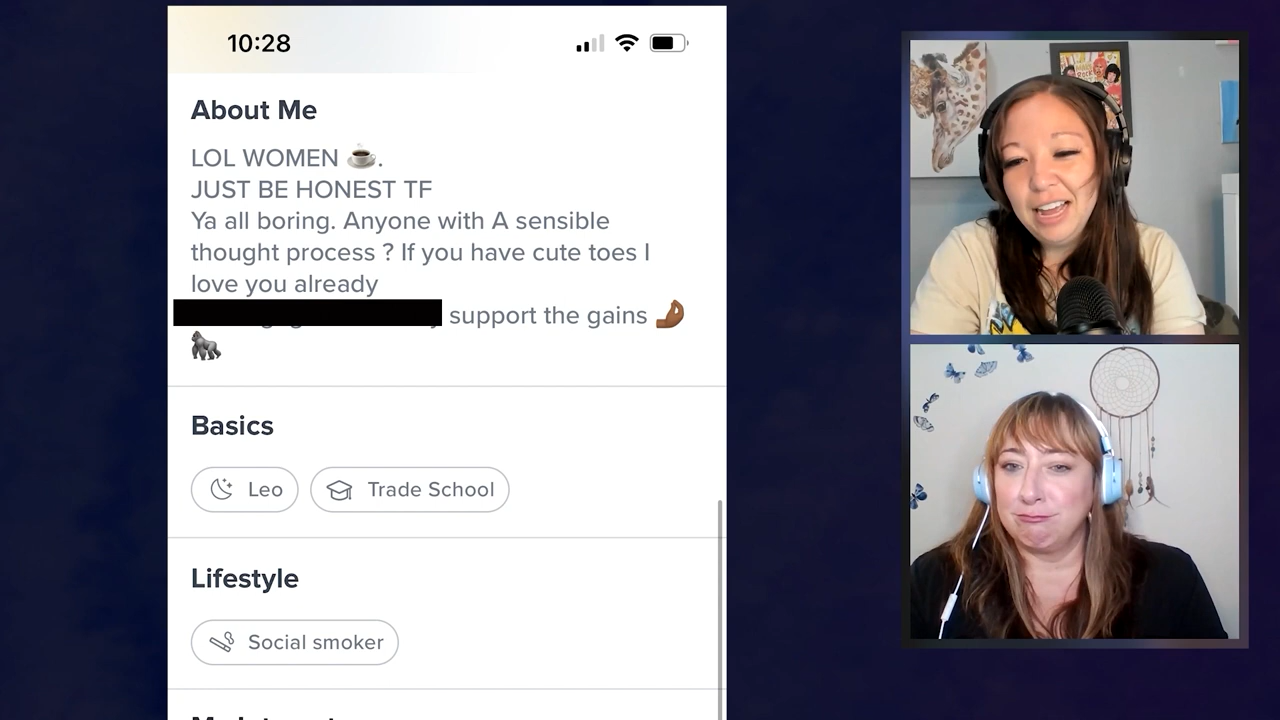 10:28
About Me
LOL WOMEN ☕.
JUST BE HONEST TF
Ya all boring. Anyone with A sensible
thought process ? If you have cute toes I
love you already
support the gains 🤌🏾
🦍
Basics
Leo
Trade School
Lifestyle
Social smoker